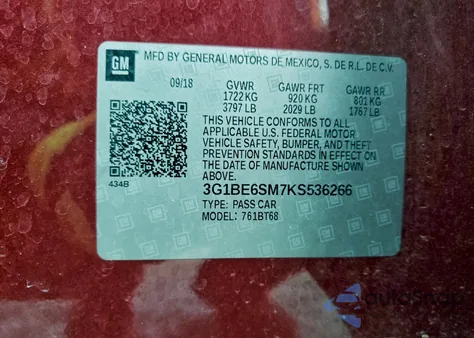 GM
MFD BY GENERAL MOTORS DE MEXICO, S. DE R.L. DE C.V.
09/18 GVWR GAWR FRT GAWR RR
1722 KG 920 KG 801 KG
3797 LB 2029 LB 1767 LB
THIS VEHICLE CONFORMS TO ALL
APPLICABLE U.S. FEDERAL MOTOR
VEHICLE SAFETY, BUMPER, AND THEFT
PREVENTION STANDARDS IN EFFECT ON
THE DATE OF MANUFACTURE SHOWN
ABOVE.
434B
3G1BE6SM7KS536266
TYPE: PASS CAR
MODEL: 761BT68
autosnap